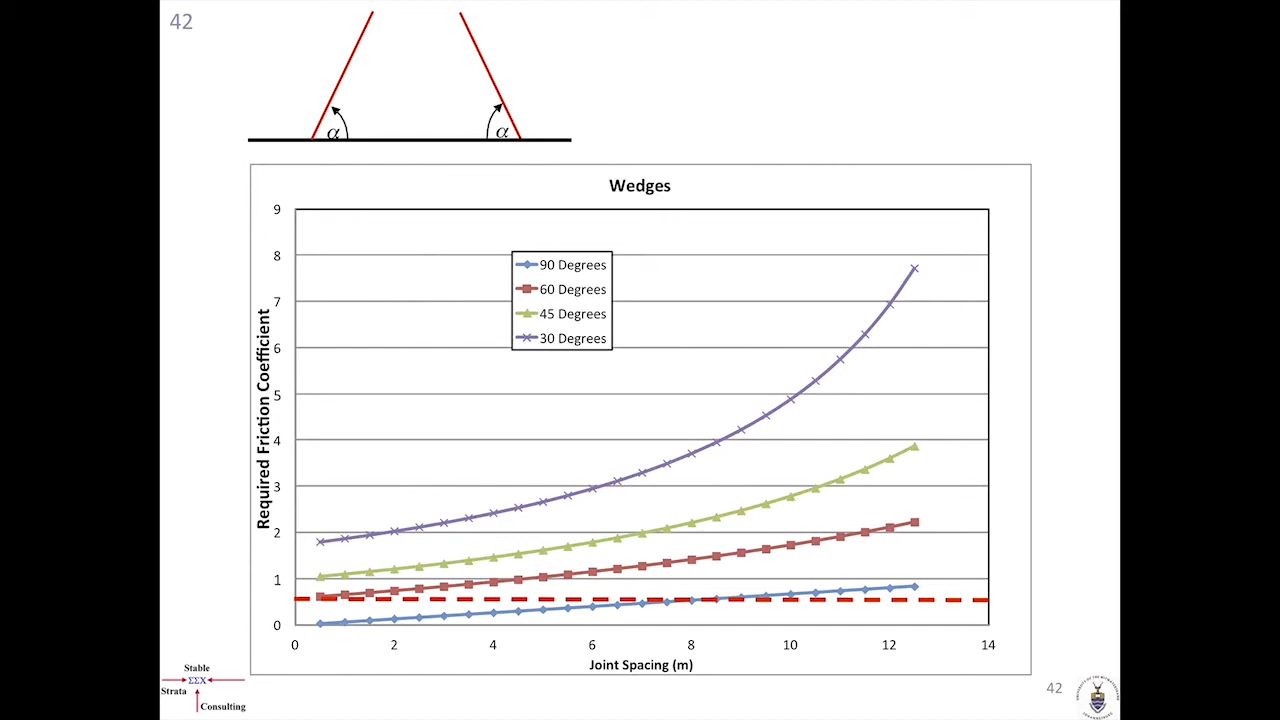 42
α
α
Wedges
Required Friction Coefficient
9
8
7
6
5
4
3
2
1
0
90 Degrees
60 Degrees
45 Degrees
30 Degrees
0 2 4 6 8 10 12 14
Joint Spacing (m)
Stable
ΣΣX
Strata
Consulting
42